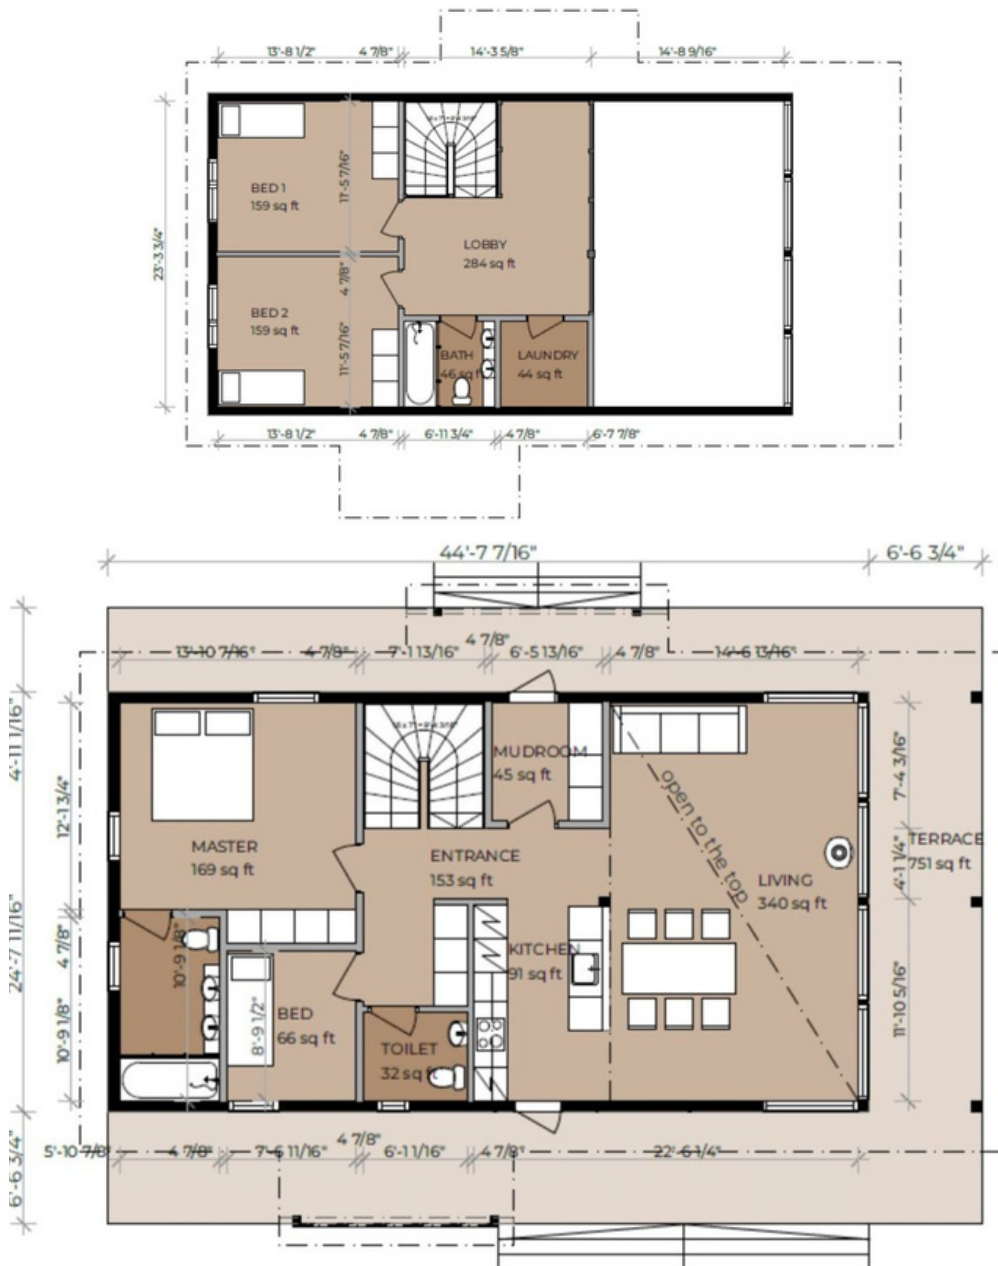 13'-8 1/2" 4 7/8" 14'-3 5/8" 14'-8 9/16"
23'-3 3/4"
11'-5 7/16"
4 7/8"
11'-5 7/16"
BED 1
159 sq ft
LOBBY
284 sq ft
BED 2
159 sq ft
BATH
46 sq ft
LAUNDRY
44 sq ft
13'-8 1/2" 4 7/8" 6'-11 3/4" 4 7/8" 6'-7 7/8"
44'-7 7/16" 6'-6 3/4"
4 7/8"
13'-10 7/16" 4 7/8" 7'-1 13/16" 6'-5 13/16" 4 7/8" 14'-6 13/16"
4'-11 1/16"
24'-7 11/16"
6'-6 3/4"
12'-1 3/4"
4 7/8"
10'-9 1/8"
MUDROOM
45 sq ft
open to the top
7'-4 3/16"
4'-1 1/4"
11'-10 5/16"
MASTER
169 sq ft
ENTRANCE
153 sq ft
TERRACE
751 sq ft
LIVING
340 sq ft
10'-9 1/8"
KITCHEN
91 sq ft
8'-9 1/2"
BED
66 sq ft
TOILET
32 sq ft
4 7/8"
5'-10 7/8" 4 7/8" 7'-6 11/16" 6'-1 1/16" 4 7/8" 22'-6 1/4"